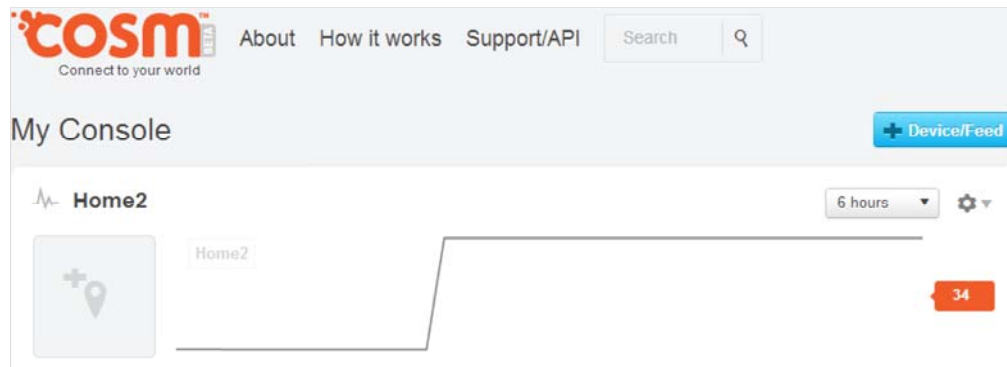 COSM™ BETA
Connect to your world
About How it works Support/API Search
My Console
Device/Feed
Home2
6 hours
Home2
34